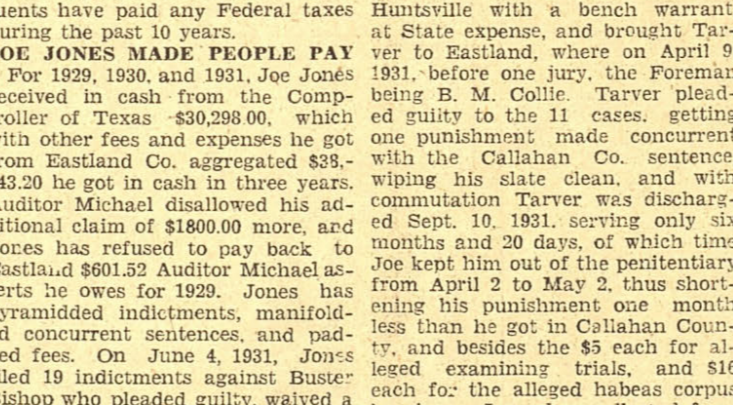 uents have paid any Federal taxes
uring the past 10 years.
OE JONES MADE PEOPLE PAY
For 1929, 1930, and 1931, Joe Jones
eceived in cash from the Comp-
roller of Texas $30,298.00, which
ith other fees and expenses he got
rom Eastland Co. aggregated $38,-
43.20 he got in cash in three years.
uditor Michael disallowed his ad-
itional claim of $1800.00 more, and
ones has refused to pay back to
astland $601.52 Auditor Michael as-
erts he owes for 1929. Jones has
yramidded indictments, manifold-
d concurrent sentences, and pad-
ed fees. On June 4, 1931, Jones
led 19 indictments against Buster
ishop who pleaded guilty, waived a
Huntsville with a bench warrant
at State expense, and brought Tar-
ver to Eastland, where on April 9
1931, before one jury, the Foreman
being B. M. Collie. Tarver plead-
ed guilty to the 11 cases, getting
one punishment made concurrent
with the Callahan Co. sentence
wiping his slate clean, and with
commutation Tarver was discharg-
ed Sept. 10, 1931, serving only six
months and 20 days, of which time
Joe kept him out of the penitentiary
from April 2 to May 2, thus short-
ening his punishment one month
less than he got in Callahan Coun-
ty, and besides the $5 each for al-
leged examining trials, and $16
each for the alleged habeas corpus